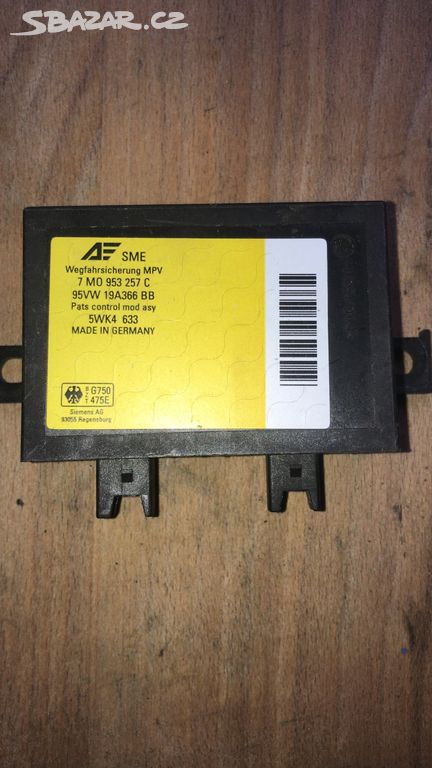 SBAZAR.CZ
AE SME
Wegfahrsicherung MPV
7 M0 953 257 C
95VW 19A366 BB
Pats control mod asy
5WK4 633
MADE IN GERMANY
G750
475E
Siemens AG
93055 Regensburg